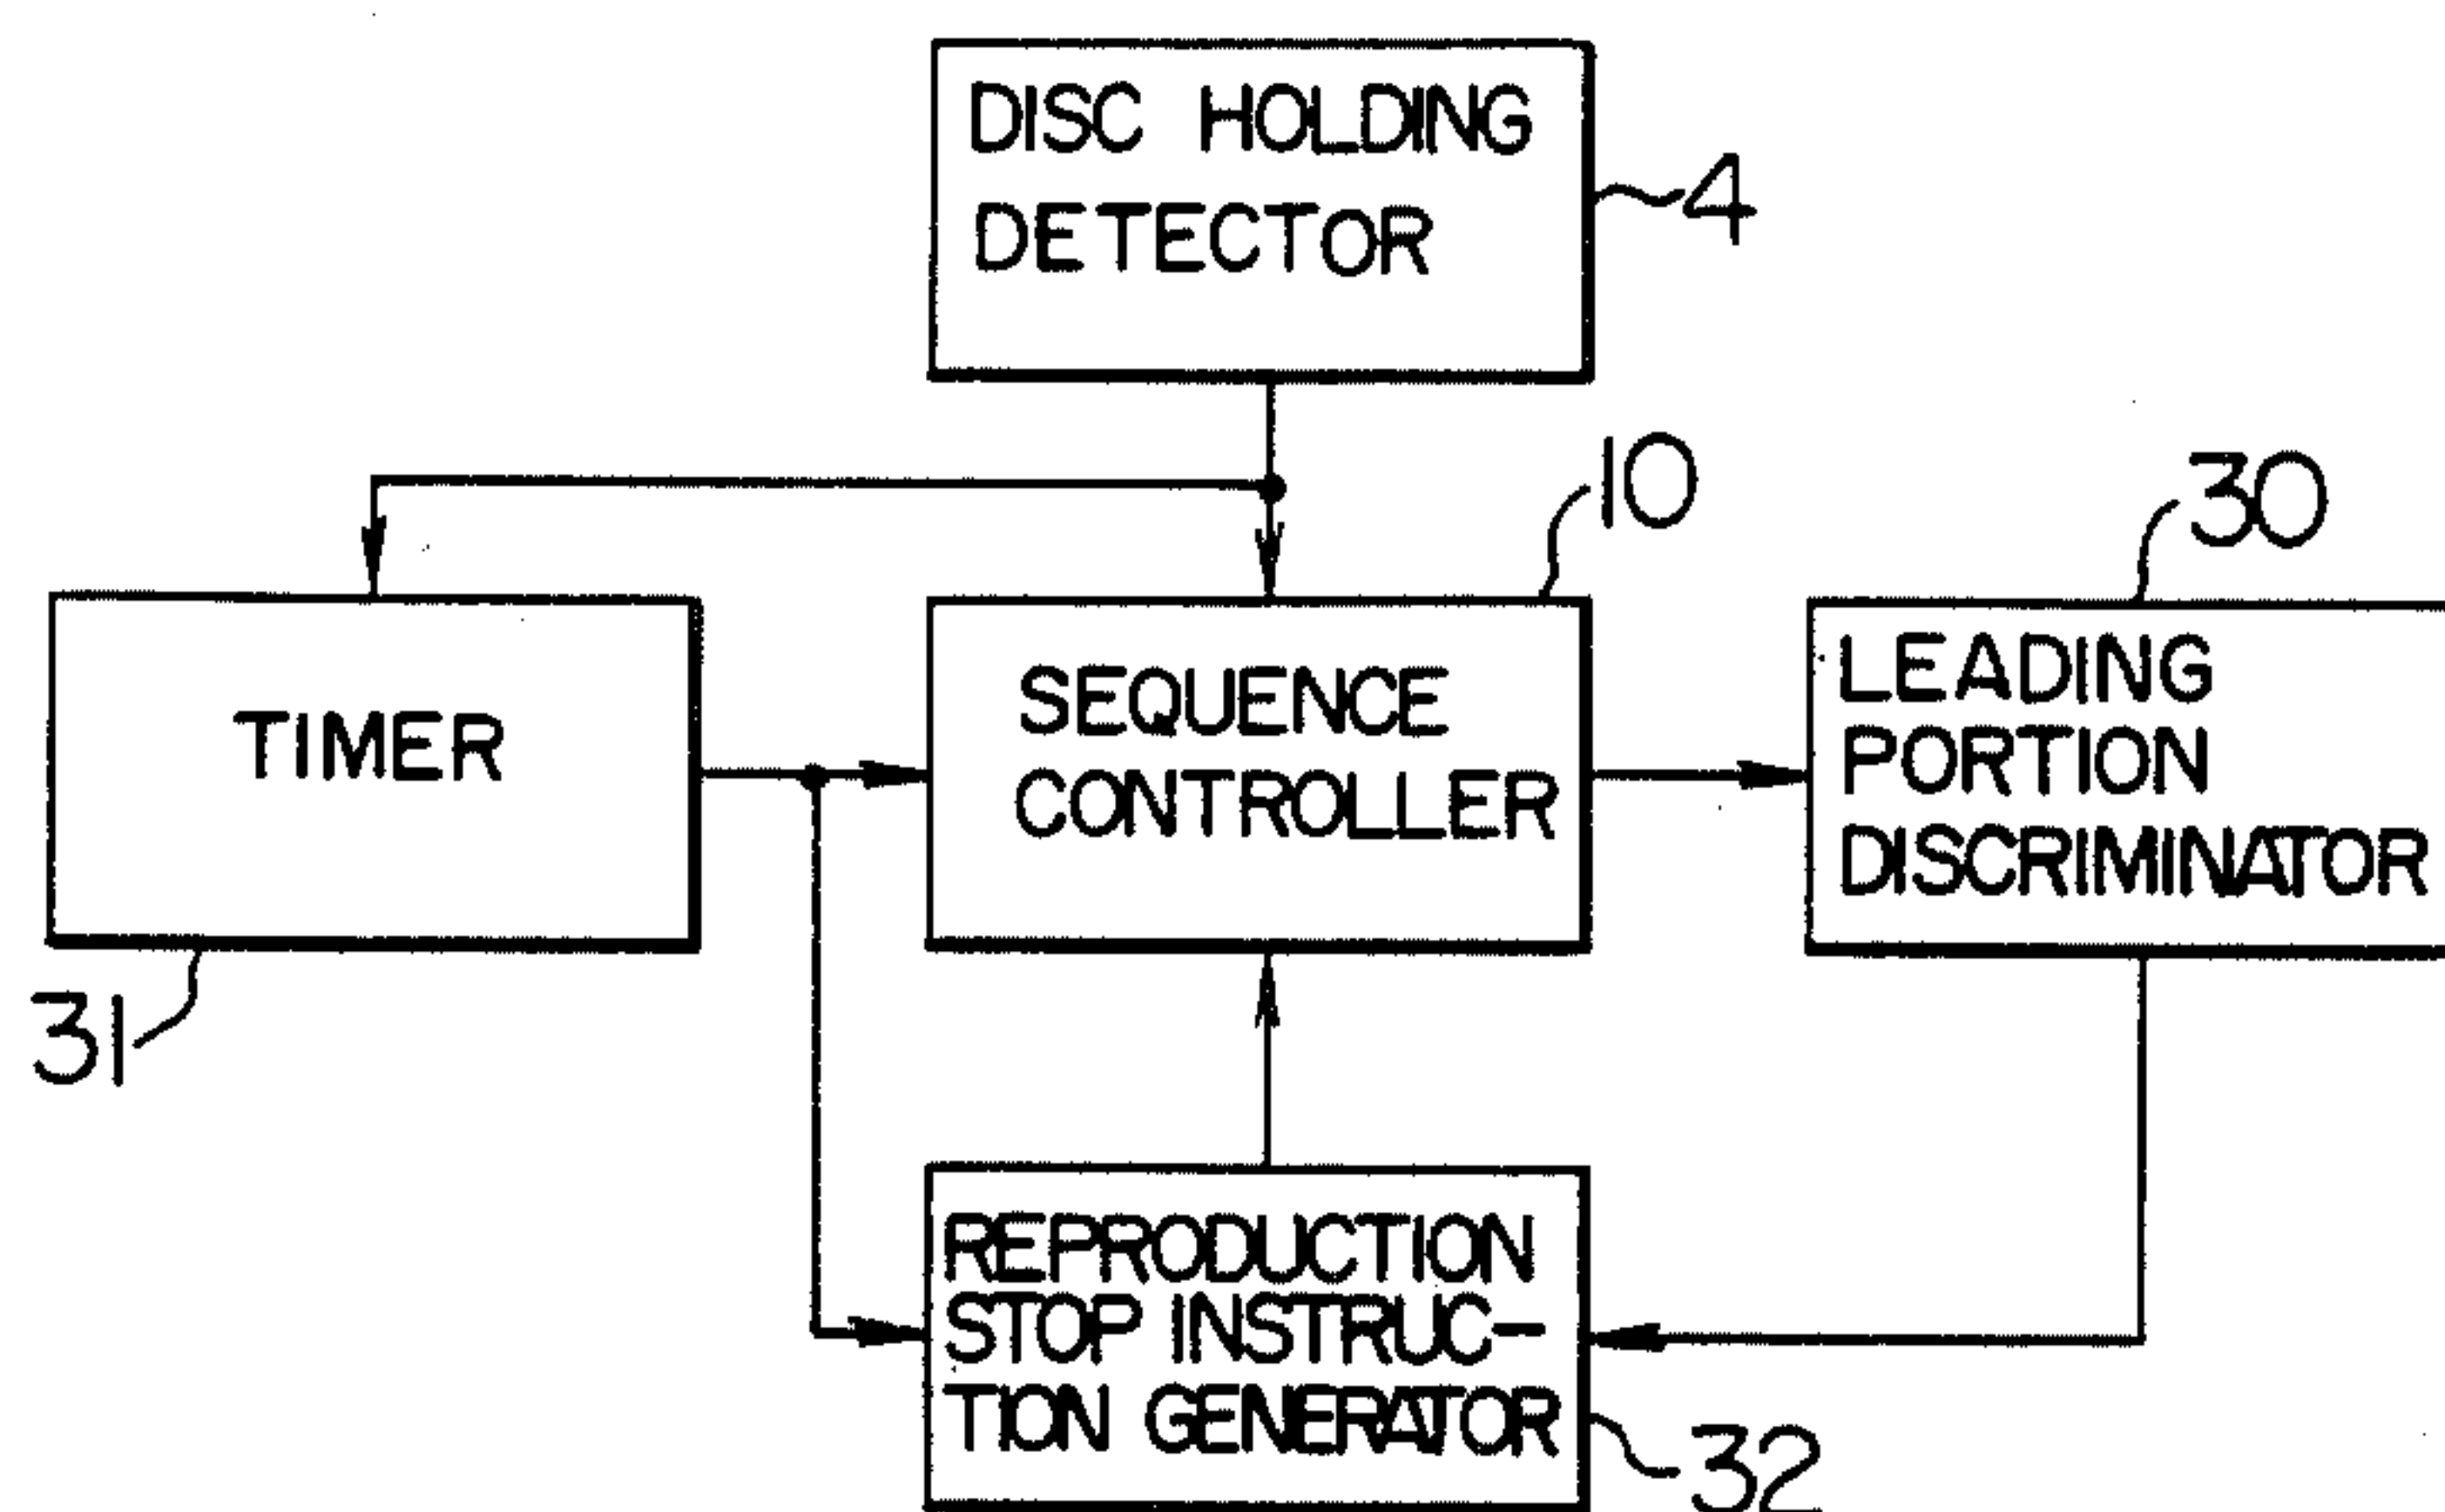 DISC HOLDING
DETECTOR
4
10
30
TIMER
SEQUENCE
CONTROLLER
LEADING
PORTION
DISCRIMINATOR
31
REPRODUCTION
STOP INSTRUC-
TION GENERATOR
32